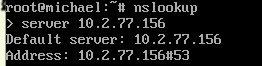 root@michael:~# nslookup
> server 10.2.77.156
Default server: 10.2.77.156
Address: 10.2.77.156#53